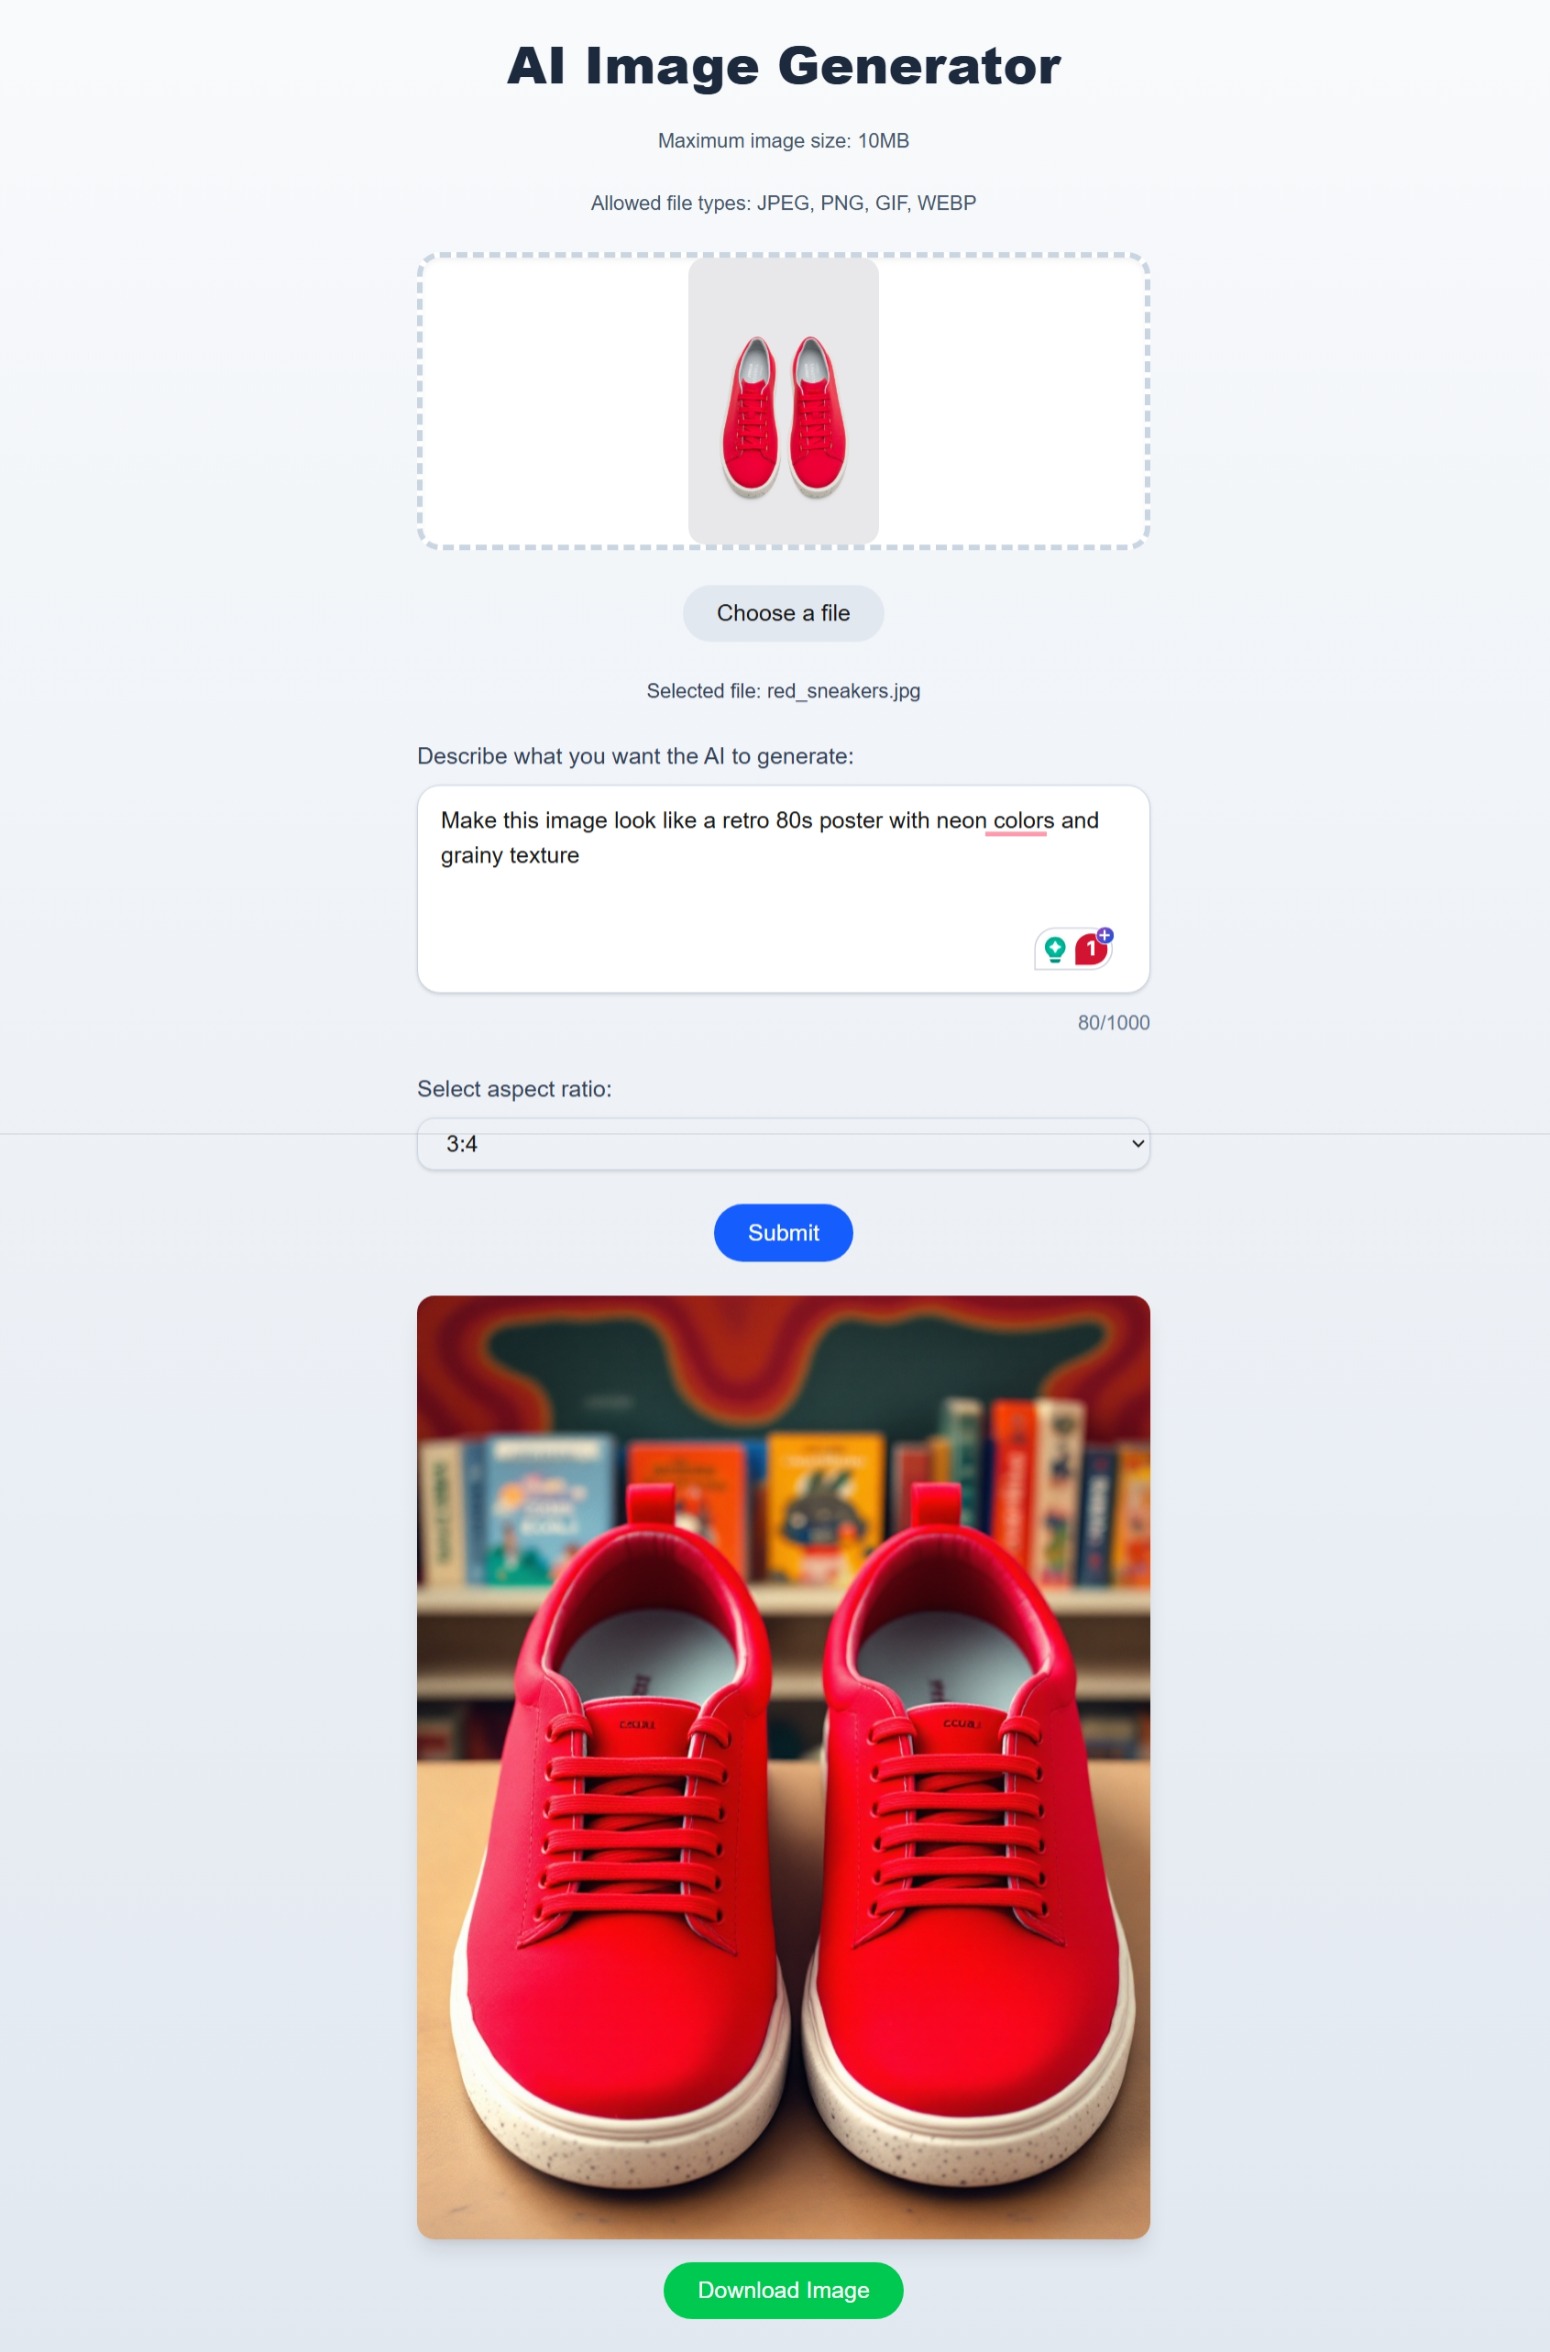 AI Image Generator
Maximum image size: 10MB
Allowed file types: JPEG, PNG, GIF, WEBP
Choose a file
Selected file: red_sneakers.jpg
Describe what you want the AI to generate:
Make this image look like a retro 80s poster with neon colors and
grainy texture
1
80/1000
Select aspect ratio:
3:4
Submit
Download Image